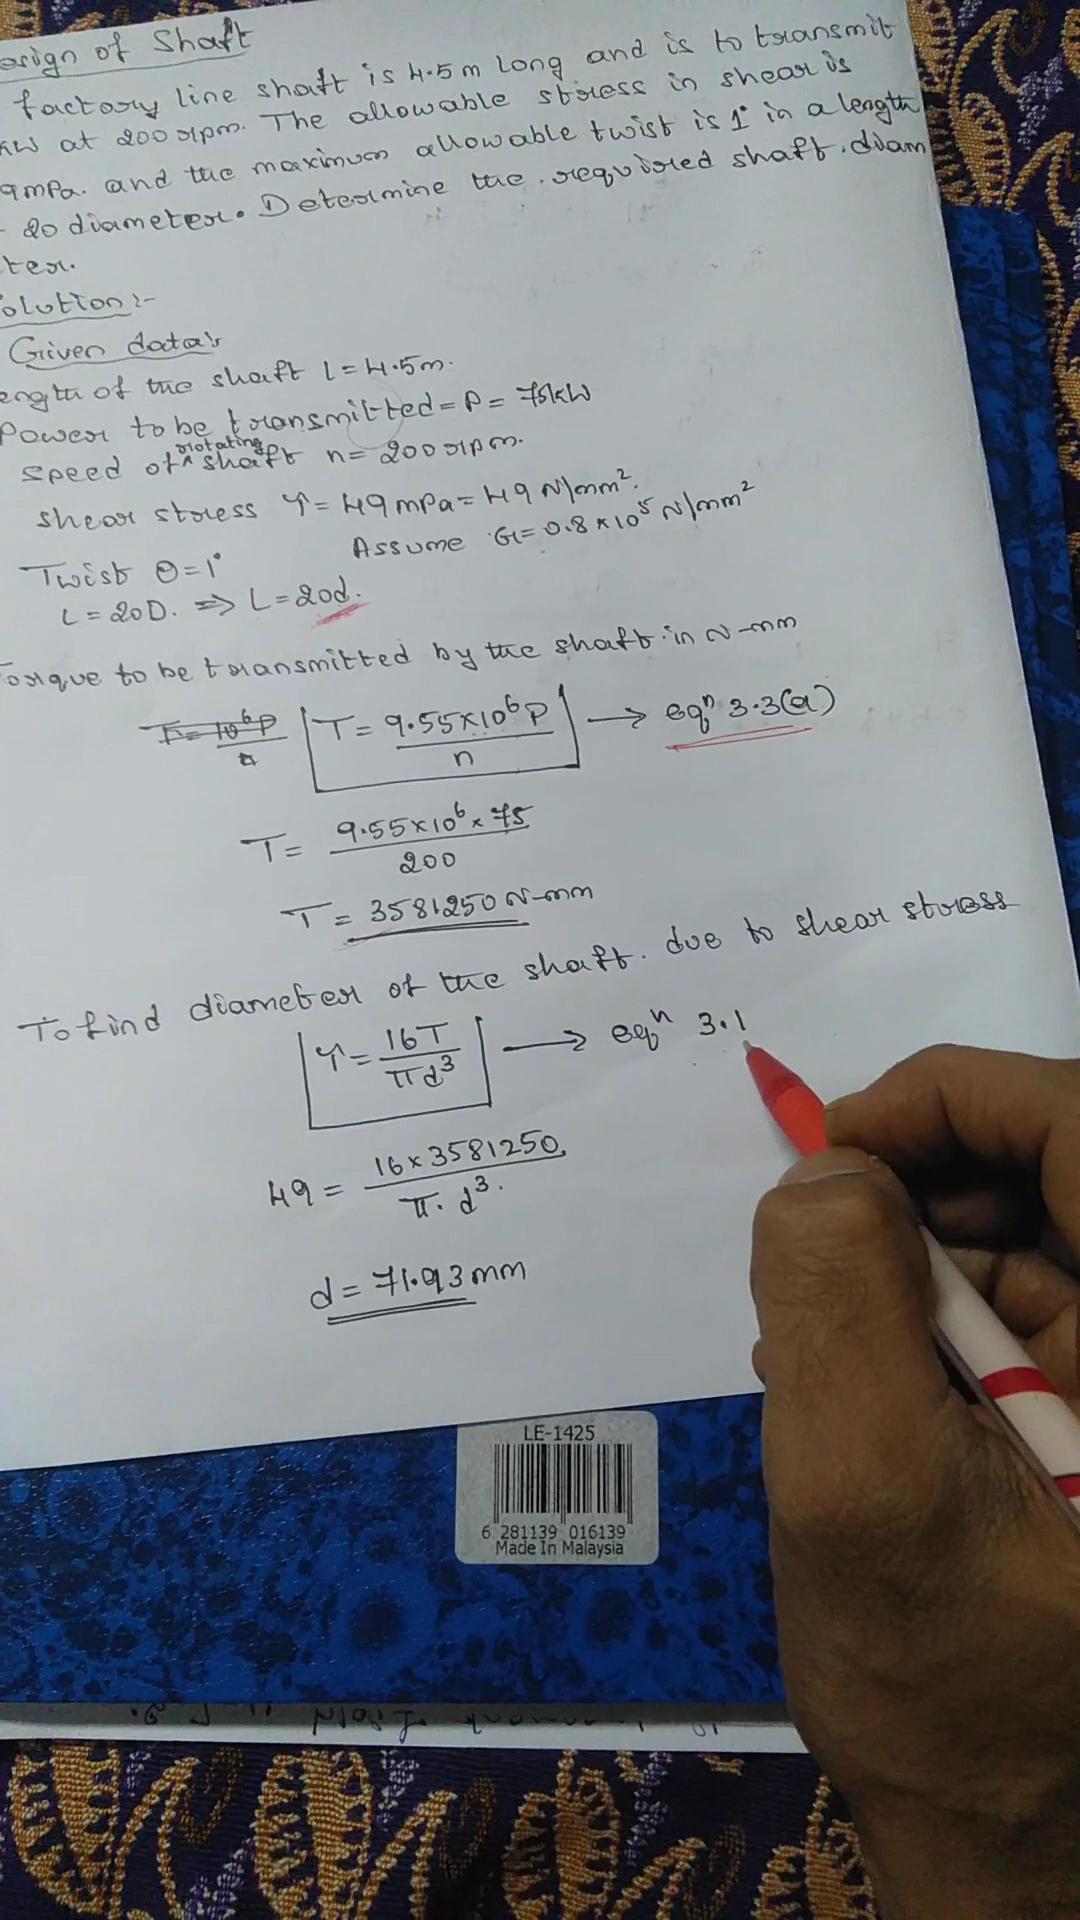 esign of Shaft
factory line shaft is 4.5m long and is to transmit
kW at 200 rpm. The allowable stress in shear is
9mPa. and the maximum allowable twist is 1° in a length
20 diameter. Determine the required shaft. diam
ter.
olution:-
Given data's
ength of the shaft l = 4.5m.
Power to be transmitted = P = 75kW
speed of rotating shaft n = 200 rpm.
shear stress τ = 49 mPa = 49 N/mm².
Twist θ = 1° Assume G = 0.8 × 10⁵ N/mm²
L = 20D. ⇒ L = 20d.
Torque to be transmitted by the shaft in N-mm
T = 10⁶P/n T = 9.55×10⁶P/n → eqⁿ 3.3(a)
T = 9.55×10⁶ × 75/200
T = 3581250 N-mm
To find diameter of the shaft. due to shear stress
τ = 16T/πd³ → eqⁿ 3.1
49 = 16 × 3581250/π. d³.
d = 71.93 mm
LE-1425
6 281139 016139
Made In Malaysia